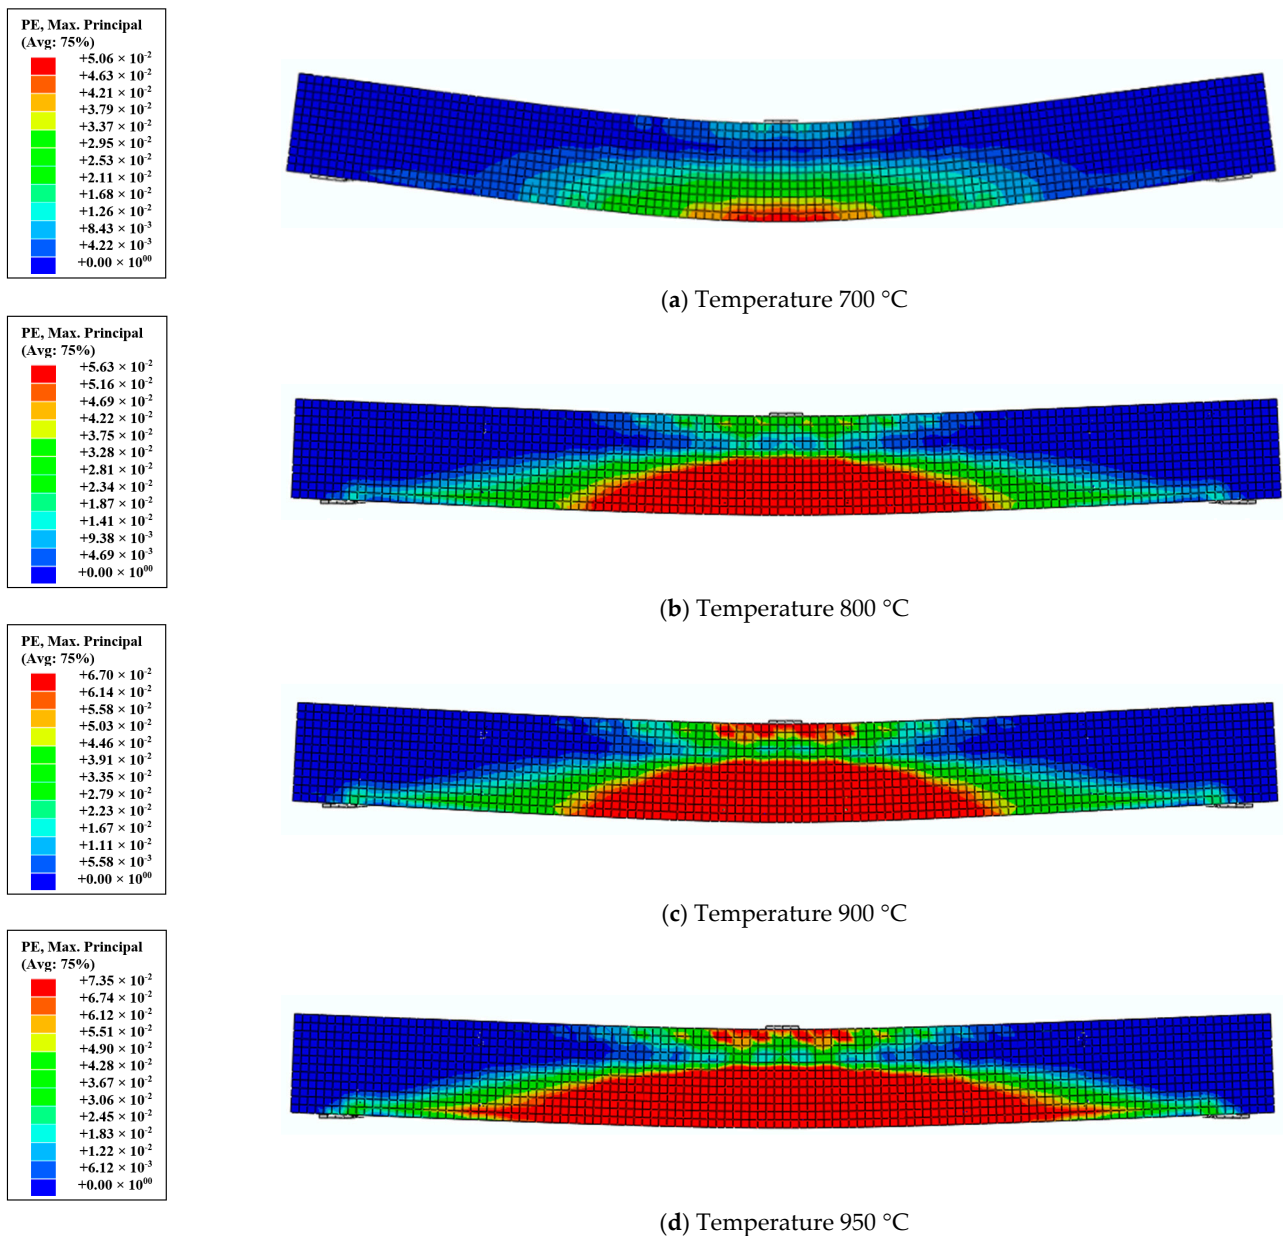 PE, Max. Principal
(Avg: 75%)
+5.06 × 10⁻²
+4.63 × 10⁻²
+4.21 × 10⁻²
+3.79 × 10⁻²
+3.37 × 10⁻²
+2.95 × 10⁻²
+2.53 × 10⁻²
+2.11 × 10⁻²
+1.68 × 10⁻²
+1.26 × 10⁻²
+8.43 × 10⁻³
+4.22 × 10⁻³
+0.00 × 10⁰⁰
(a) Temperature 700 °C
PE, Max. Principal
(Avg: 75%)
+5.63 × 10⁻²
+5.16 × 10⁻²
+4.69 × 10⁻²
+4.22 × 10⁻²
+3.75 × 10⁻²
+3.28 × 10⁻²
+2.81 × 10⁻²
+2.34 × 10⁻²
+1.87 × 10⁻²
+1.41 × 10⁻²
+9.38 × 10⁻³
+4.69 × 10⁻³
+0.00 × 10⁰⁰
(b) Temperature 800 °C
PE, Max. Principal
(Avg: 75%)
+6.70 × 10⁻²
+6.14 × 10⁻²
+5.58 × 10⁻²
+5.03 × 10⁻²
+4.46 × 10⁻²
+3.91 × 10⁻²
+3.35 × 10⁻²
+2.79 × 10⁻²
+2.23 × 10⁻²
+1.67 × 10⁻²
+1.11 × 10⁻²
+5.58 × 10⁻³
+0.00 × 10⁰⁰
(c) Temperature 900 °C
PE, Max. Principal
(Avg: 75%)
+7.35 × 10⁻²
+6.74 × 10⁻²
+6.12 × 10⁻²
+5.51 × 10⁻²
+4.90 × 10⁻²
+4.28 × 10⁻²
+3.67 × 10⁻²
+3.06 × 10⁻²
+2.45 × 10⁻²
+1.83 × 10⁻²
+1.22 × 10⁻²
+6.12 × 10⁻³
+0.00 × 10⁰⁰
(d) Temperature 950 °C